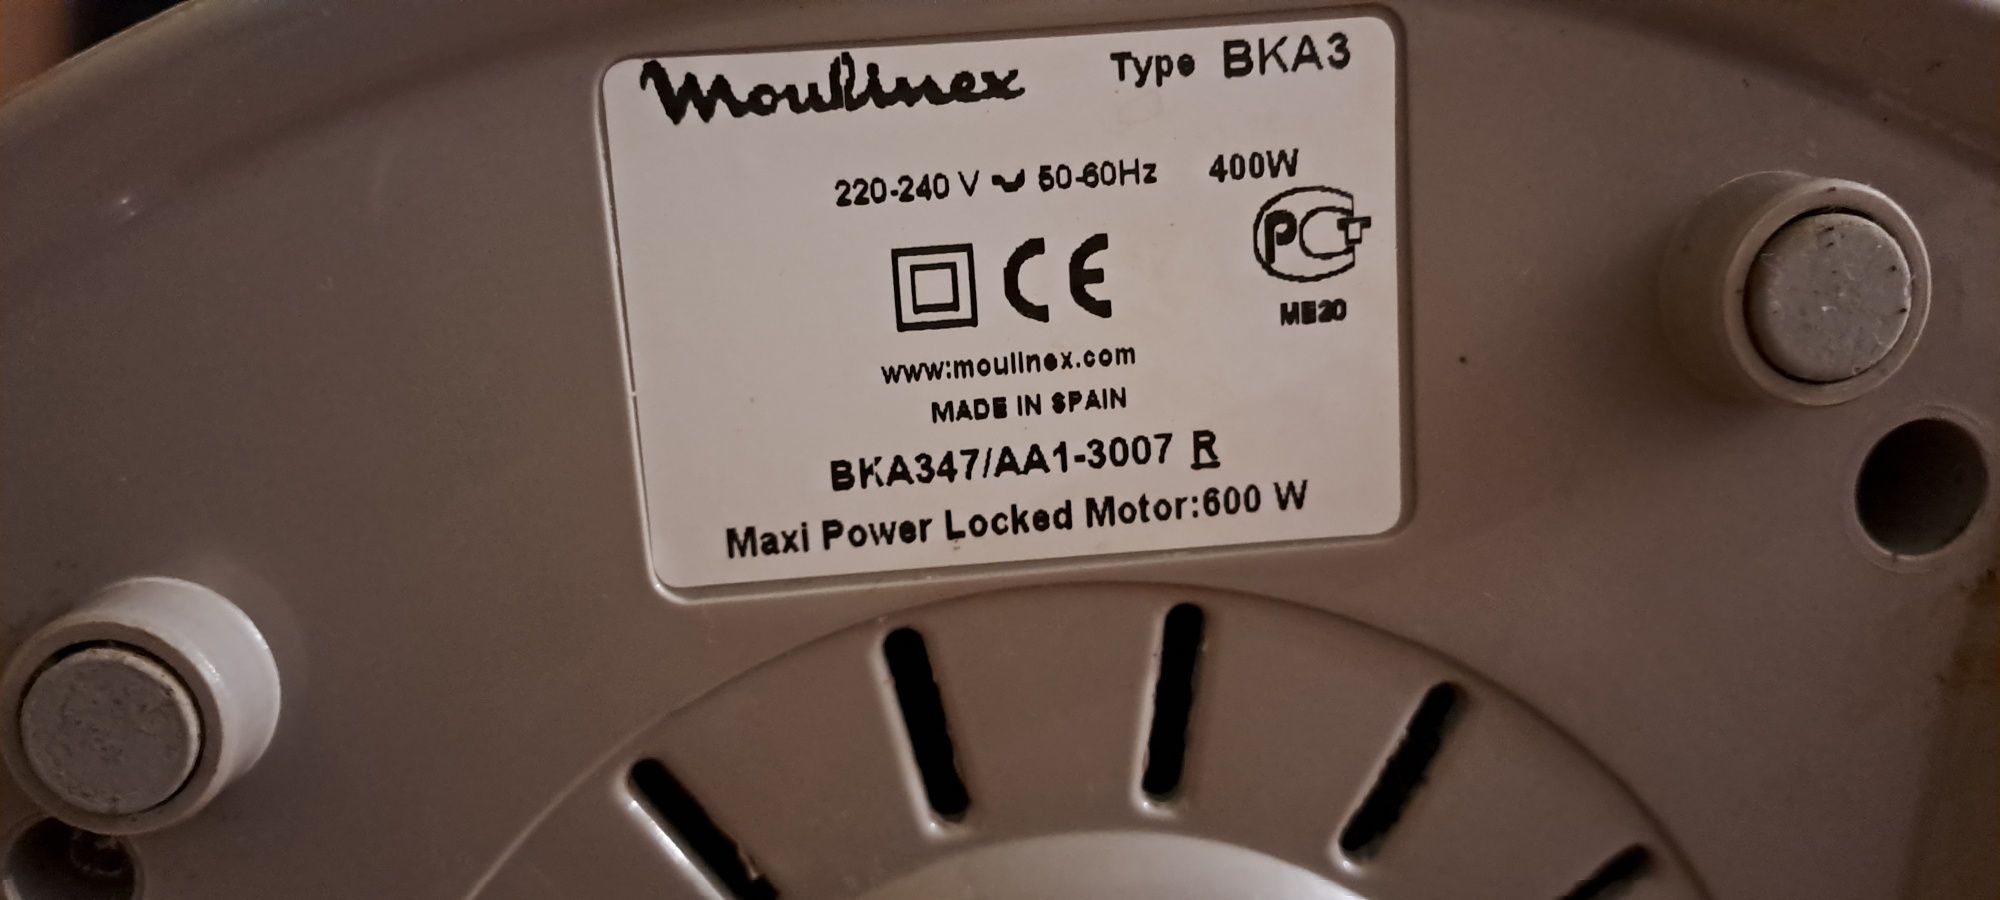 Moulinex Type BKA3
220-240 V ~ 50-60Hz 400W
CE PCT
ME20
www.moulinex.com
MADE IN SPAIN
BKA347/AA1-3007 R
Maxi Power Locked Motor:600 W